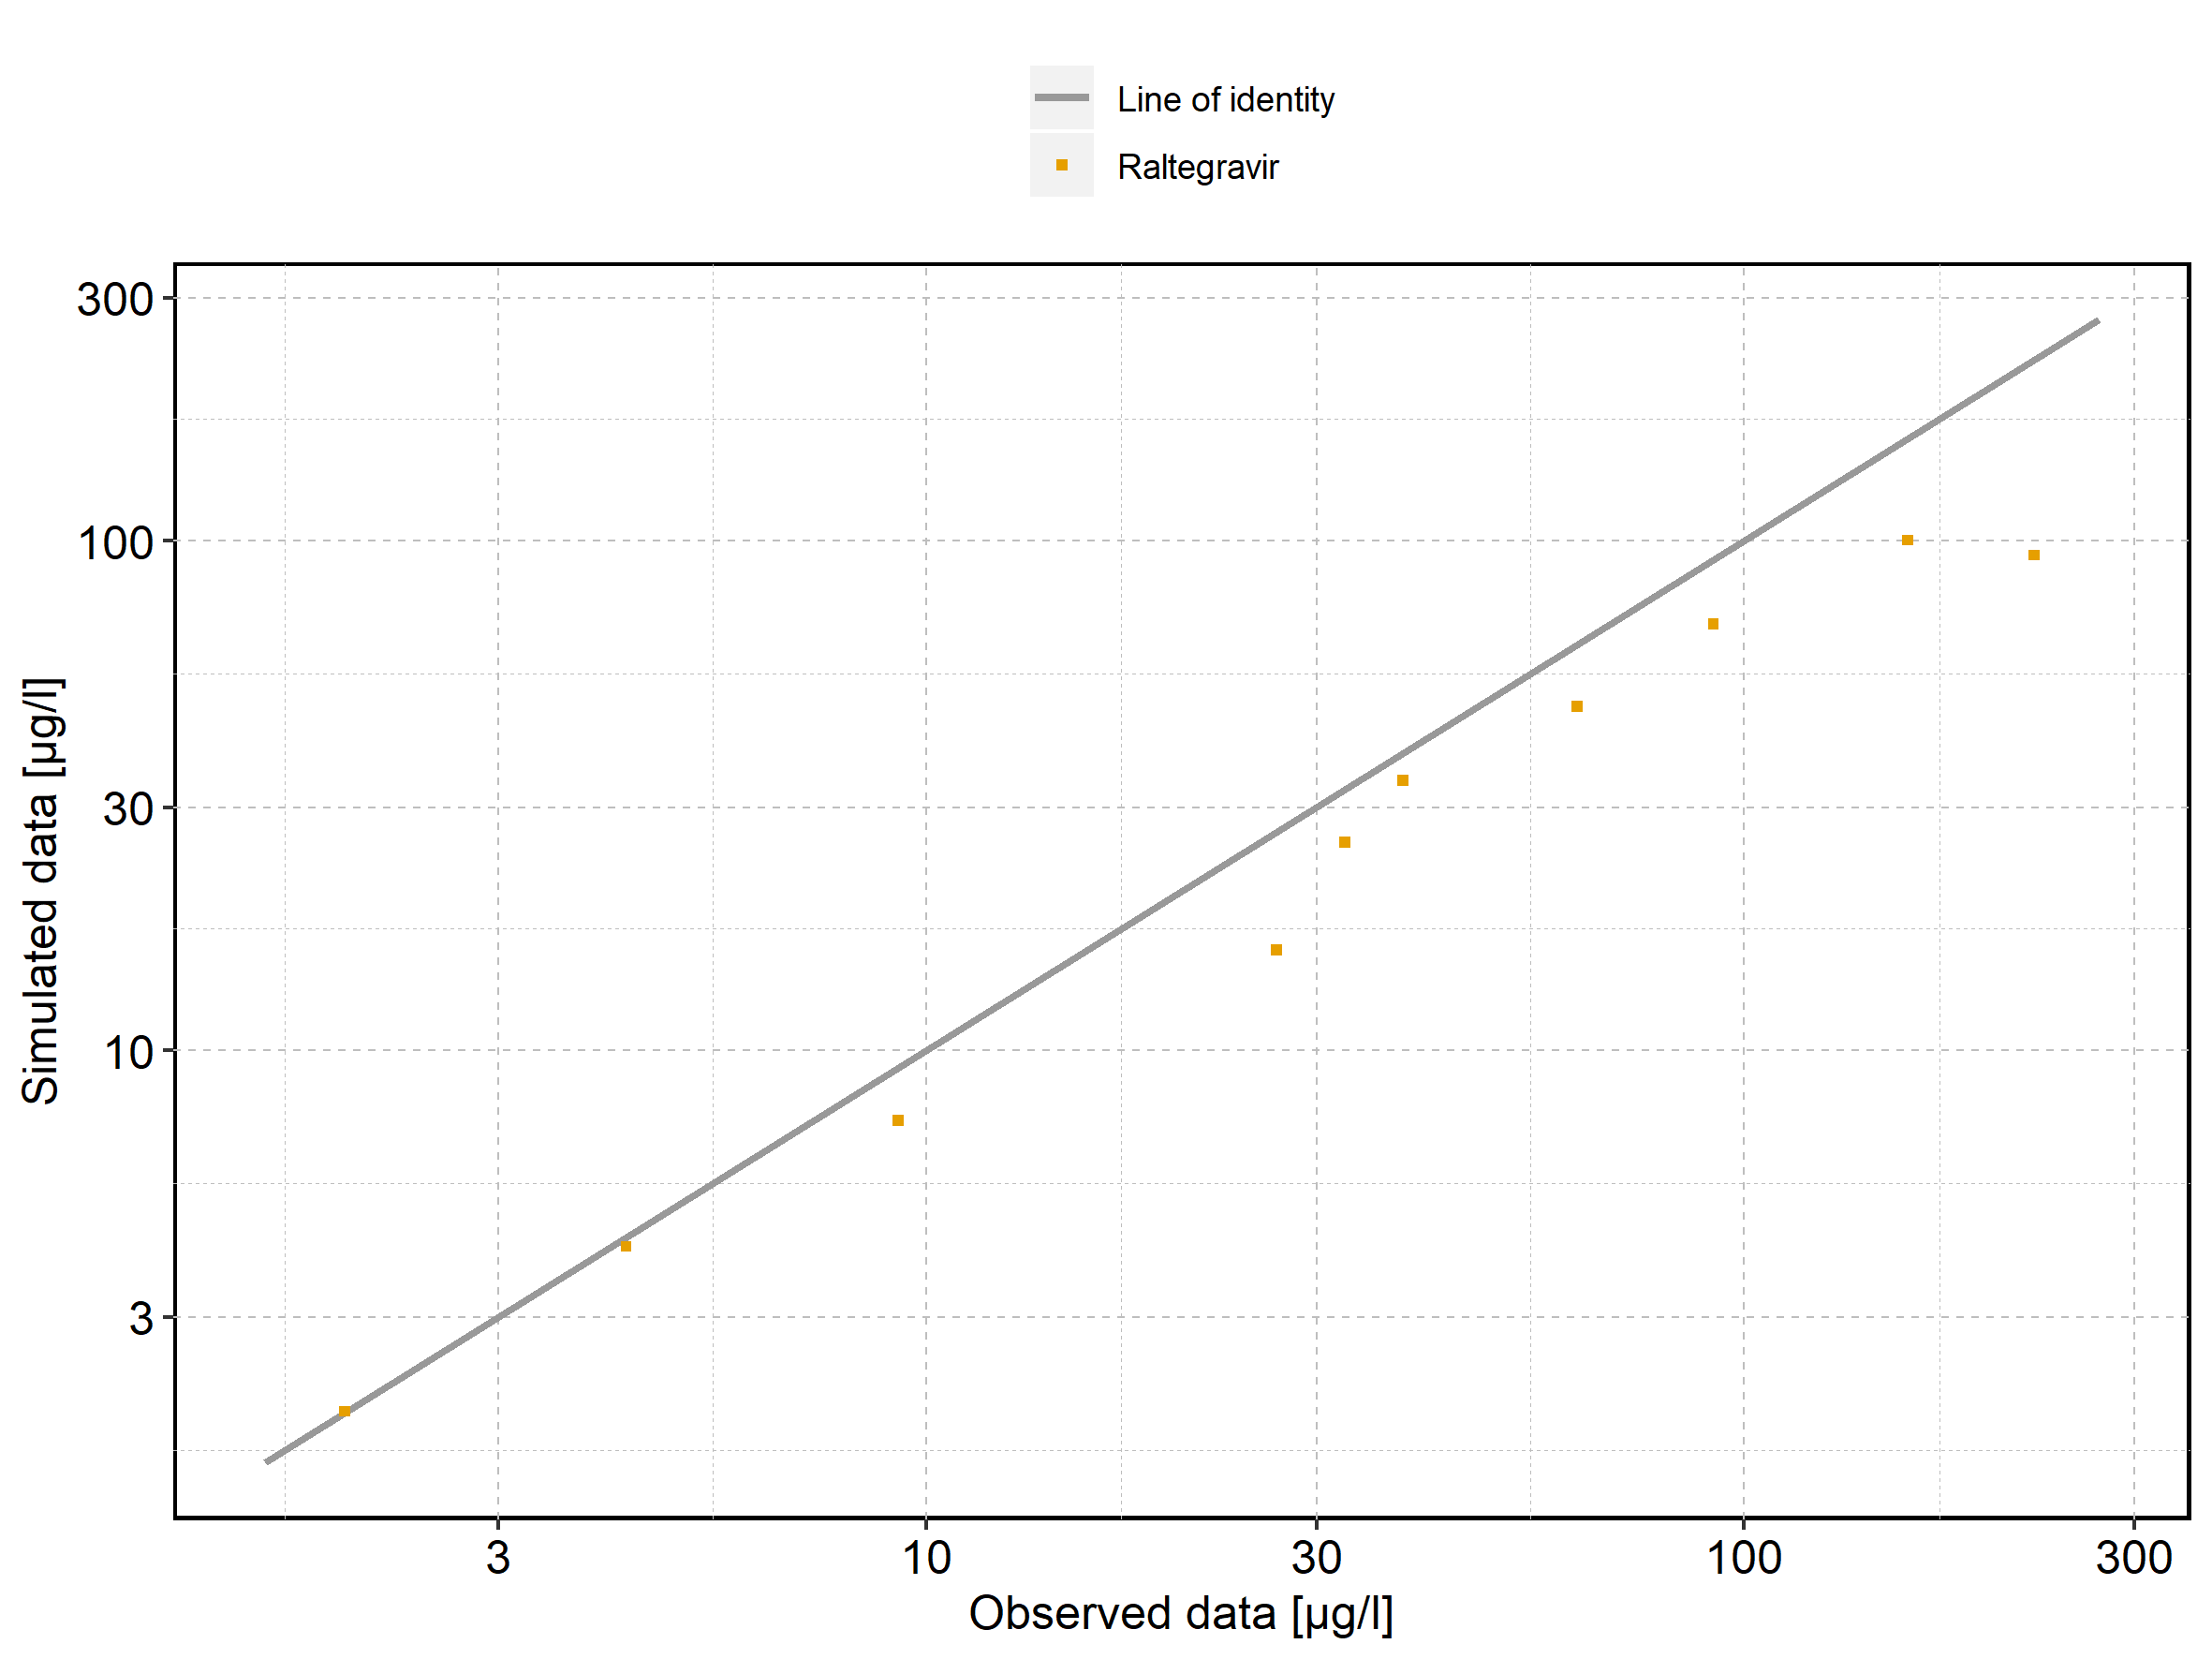 Line of identity
Raltegravir
300
100
30
10
3
Simulated data [µg/l]
3 10 30 100 300
Observed data [µg/l]